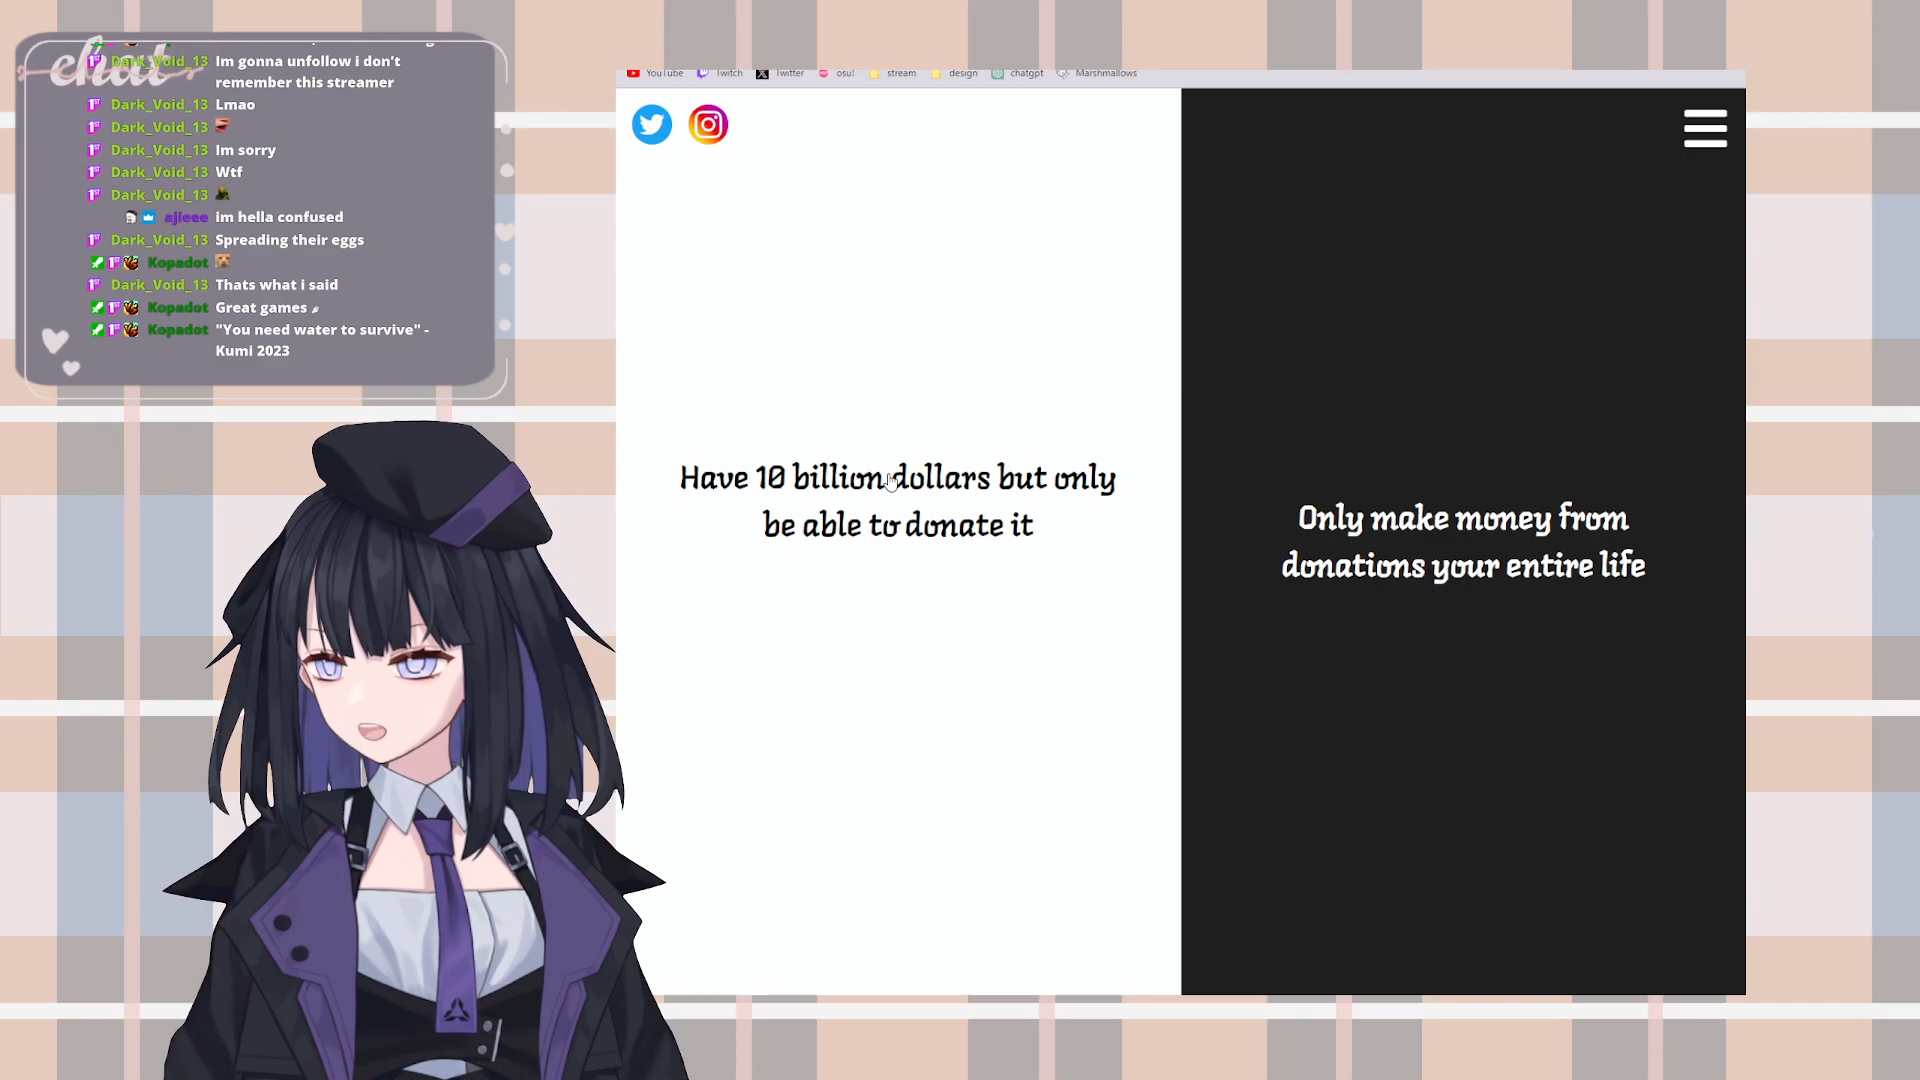 chat
Dark_Void_13 Im gonna unfollow i don't
remember this streamer
Dark_Void_13 Lmao
Dark_Void_13
Dark_Void_13 Im sorry
Dark_Void_13 Wtf
Dark_Void_13
ajieee im hella confused
Dark_Void_13 Spreading their eggs
Kopadot
Dark_Void_13 Thats what i said
Kopadot Great games
Kopadot "You need water to survive" -
Kumi 2023
YouTube Twitch Twitter osu! stream design chatgpt Marshmallows
Have 10 billion dollars but only
be able to donate it
Only make money from
donations your entire life